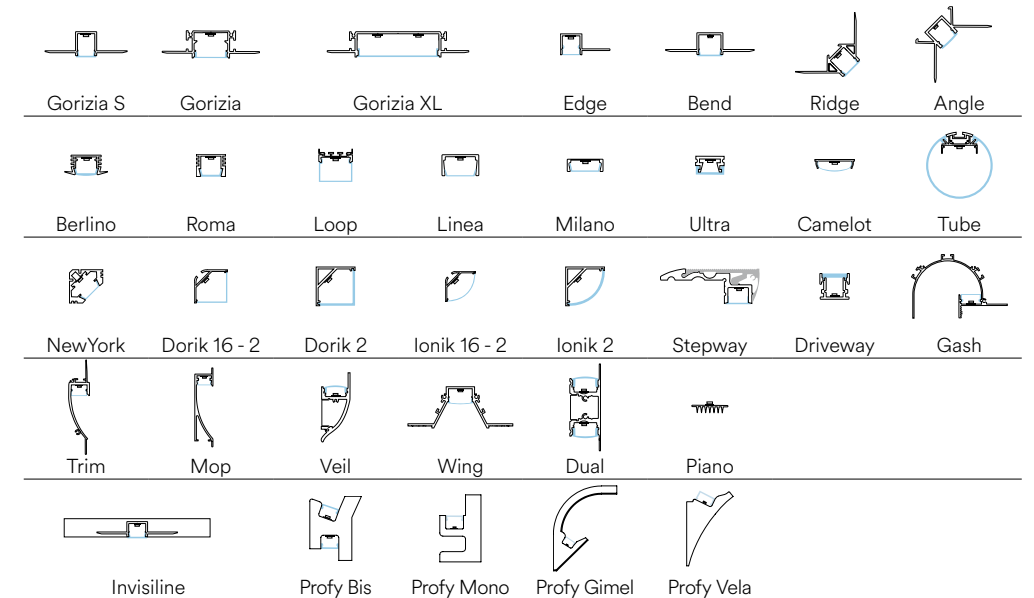 Gorizia S Gorizia Gorizia XL Edge Bend Ridge Angle
Berlino Roma Loop Linea Milano Ultra Camelot Tube
NewYork Dorik 16 - 2 Dorik 2 Ionik 16 - 2 Ionik 2 Stepway Driveway Gash
Trim Mop Veil Wing Dual Piano
Invisiline Profy Bis Profy Mono Profy Gimel Profy Vela